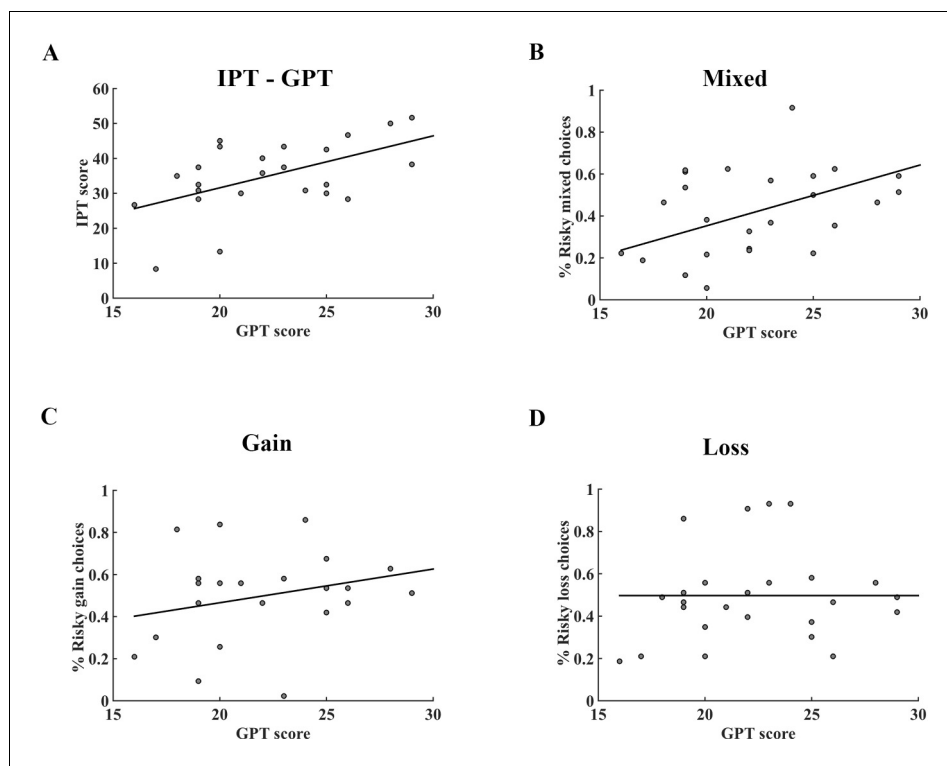 A
IPT - GPT
60
50
40
30
20
10
0
IPT score
15
20
25
30
GPT score
B
Mixed
1
0.8
0.6
0.4
0.2
0
% Risky mixed choices
15
20
25
30
GPT score
C
Gain
1
0.8
0.6
0.4
0.2
0
% Risky gain choices
15
20
25
30
GPT score
D
Loss
1
0.8
0.6
0.4
0.2
0
% Risky loss choices
15
20
25
30
GPT score